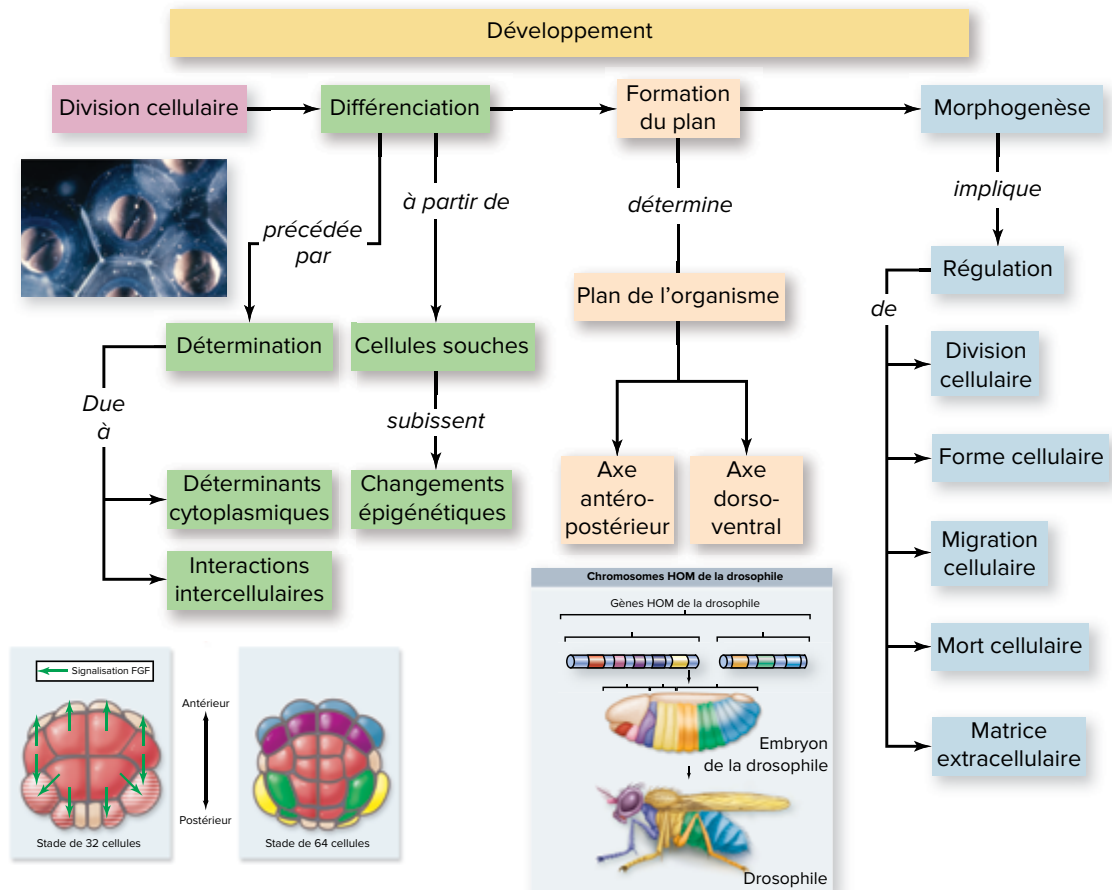 Développement
Division cellulaire
Différenciation
Formation
du plan
Morphogenèse
précédée
par
à partir de
détermine
implique
Régulation
de
Plan de l'organisme
Détermination
Cellules souches
Division
cellulaire
Due
à
subissent
Forme cellulaire
Déterminants
cytoplasmiques
Changements
épigénétiques
Axe
antéro-
postérieur
Axe
dorso-
ventral
Migration
cellulaire
Interactions
intercellulaires
Mort cellulaire
Matrice
extracellulaire
Signalisation FGF
Antérieur
Postérieur
Stade de 32 cellules
Stade de 64 cellules
Chromosomes HOM de la drosophile
Gènes HOM de la drosophile
Embryon
de la drosophile
Drosophile